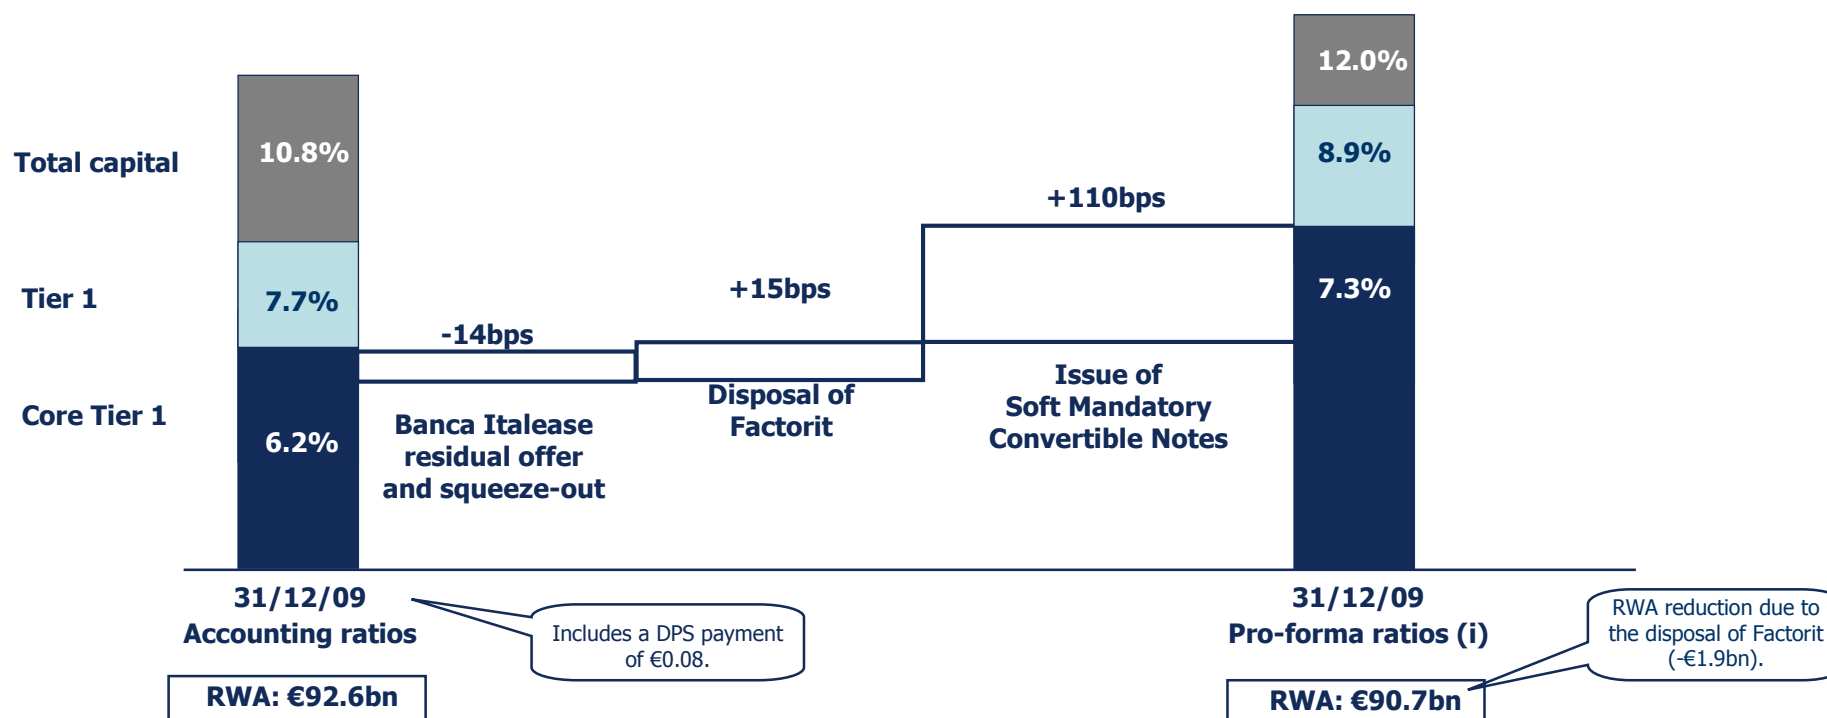 12.0%
10.8%
8.9%
Total capital
+110bps
Tier 1
7.7%
+15bps
7.3%
-14bps
Core Tier 1
6.2%
Banca Italease
residual offer
and squeeze-out
Disposal of
Factorit
Issue of
Soft Mandatory
Convertible Notes
31/12/09
Accounting ratios
Includes a DPS payment
of €0.08.
31/12/09
Pro-forma ratios (i)
RWA reduction due to
the disposal of Factorit
(-€1.9bn).
RWA: €92.6bn
RWA: €90.7bn